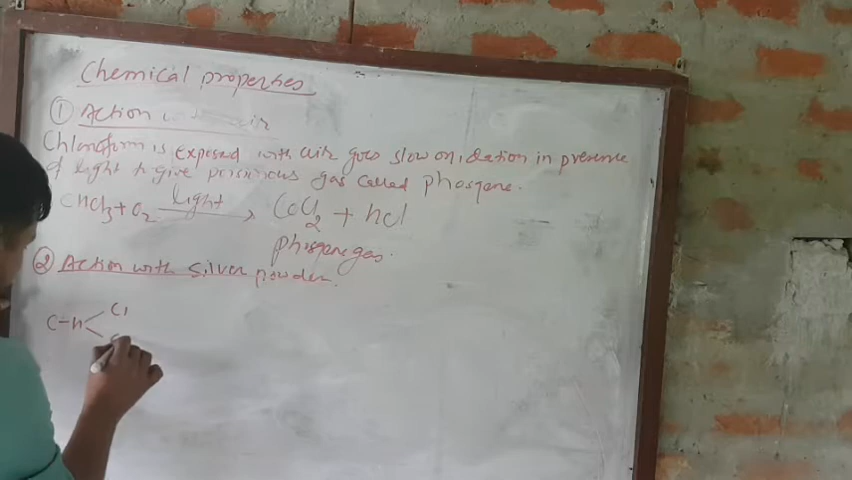 Chemical properties
① Action with air
Chloroform is exposed with air goes slow oxidation in presence
of light to give poisinous gas called phosgene.
CHCl3 + O2 light → CoCl2 + hcl
phosgene gas.
② Action with silver powder.
C-H Cl